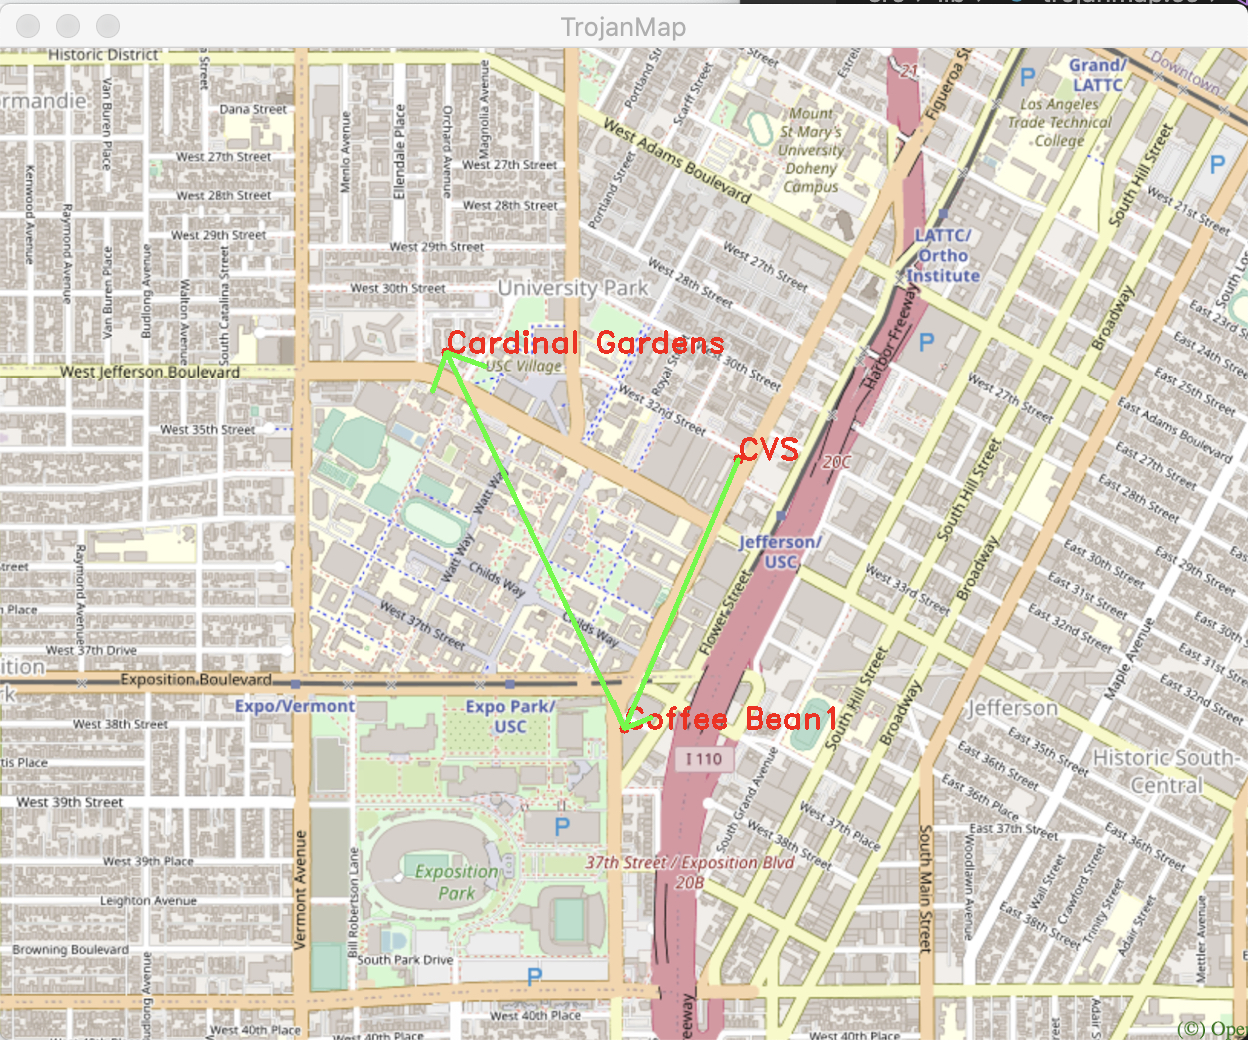 TrojanMap
Historic District
Street
Van Buren Place
Dana Street
West 27th Street
West 28th Street
West 29th Street
Kenwood Avenue
Raymond Avenue
Van Buren Place
Budlong Avenue
Walton Avenue
South Catalina Street
Menlo Avenue
Ellendale Place
Orchard Avenue
Magnolia Avenue
West 27th Street
West 28th Street
West 29th Street
West 30th Street
University Park
Portland St
Scarff Street
West Adams Boulevard
Portland Street
Mount
St Mary's
University
Doheny
Campus
21
Figueroa St
P
Grand/
LATTC
Downtown
Los Angeles
Trade Technical
College
P
South Hill Street
West 21st Street
LATTC/
Ortho
Institute
West 27th Street
West 28th Street
Harbor Freeway
P
Broadway
East 24th Street
East 25th Street
East Adams Boulevard
East 27th Street
East 28th Street
Cardinal Gardens
USC Village
West 30th Street
West 32nd Street
West Jefferson Boulevard
West 35th Street
CVS
20C
West 27th Street
South Hill Street
Watt Way
Watt Way
Childs Way
Childs Way
West 37th Street
Jefferson/
USC
Flower Street
West 33rd Street
Broadway
East 30th Street
East 29th Street
East 31st Street
East 32nd Street
East 30th
East 31st St
East 32nd Street
Maple Avenue
Raymond Avenue
Place
West 37th Drive
Exposition Boulevard
Expo/Vermont
Expo Park/
USC
Coffee Bean1
I 110
South Hill Street
Broadway
Jefferson
Historic South-
Central
West 38th Street
West 39th Street
West 39th Place
Leighton Avenue
Browning Boulevard
West 40th Place
Vermont Avenue
Bill Robertson Lane
Exposition
Park
P
South Park Drive
P
West 40th Place
37th Street / Exposition Blvd
20B
South Grand Avenue
West 37th Place
West 38th Street
South Main Street
East 35th Street
East 36th Street
East 36th Place
East 37th Street
East 36th Street
Woodlawn Avenue
Wall Street
Crawford Street
Trinity Street
Adair Street
East 38th Street
Mettler Avenue
West 40th Place
(©) Ope